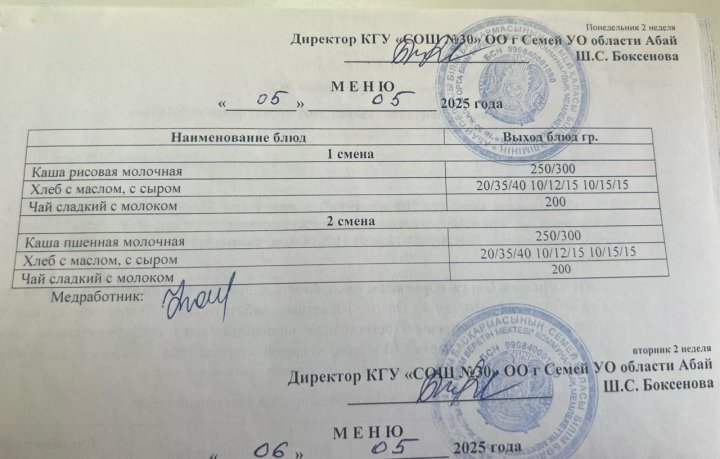 Понедельник 2 неделя
Директор КГУ «СОШ №30» ОО г Семей УО области Абай
Ш.С. Боксенова
М Е Н Ю
« 05 » 05 2025 года
Наименование блюд Выход блюд гр.
1 смена
Каша рисовая молочная 250/300
Хлеб с маслом, с сыром 20/35/40 10/12/15 10/15/15
Чай сладкий с молоком 200
2 смена
Каша пшенная молочная 250/300
Хлеб с маслом, с сыром 20/35/40 10/12/15 10/15/15
Чай сладкий с молоком 200
Медработник:
вторник 2 неделя
Директор КГУ «СОШ №30» ОО г Семей УО области Абай
Ш.С. Боксенова
М Е Н Ю
« 06 » 05 2025 года